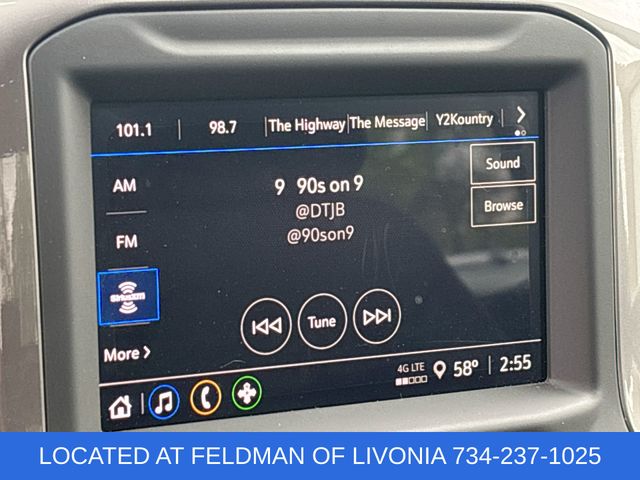 101.1 98.7 The Highway The Message Y2Kountry
AM
FM
SiriusXM
More
9 90s on 9
@DTJB
@90son9
Sound
Browse
Tune
4G LTE 58° 2:55
LOCATED AT FELDMAN OF LIVONIA 734-237-1025